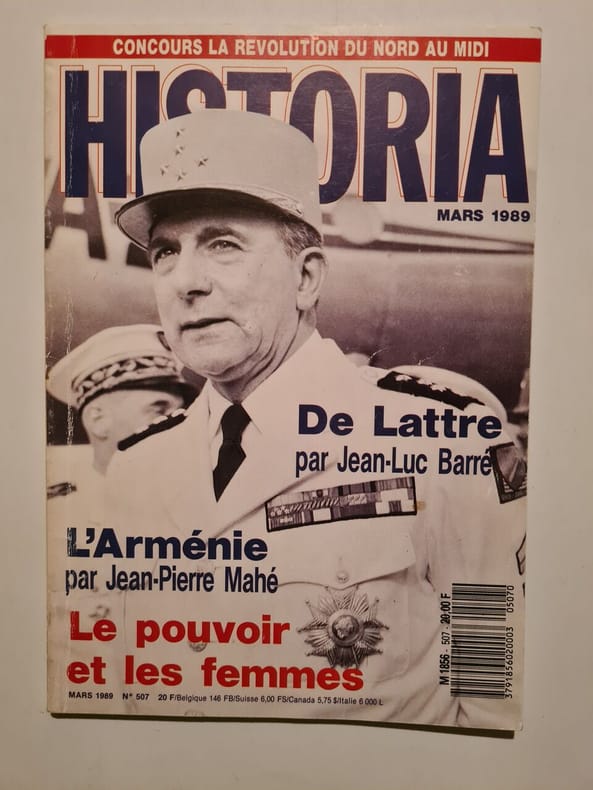 CONCOURS LA REVOLUTION DU NORD AU MIDI
HISTORIA
MARS 1989
De Lattre
par Jean-Luc Barré
L'Arménie
par Jean-Pierre Mahé
Le pouvoir
et les femmes
MARS 1989 N° 507 20 F/Belgique 146 FB/Suisse 6,00 FS/Canada 5,75 $/Italie 6 000 L
M 1856 - 507 - 20,00 F
3791856020003
05070